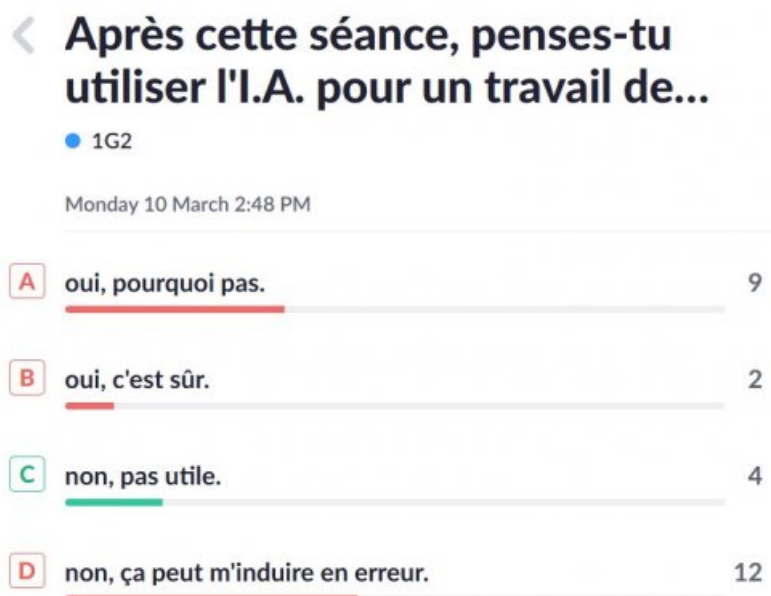 Après cette séance, penses-tu
utiliser l'I.A. pour un travail de...
1G2
Monday 10 March 2:48 PM
A oui, pourquoi pas. 9
B oui, c'est sûr. 2
C non, pas utile. 4
D non, ça peut m'induire en erreur. 12